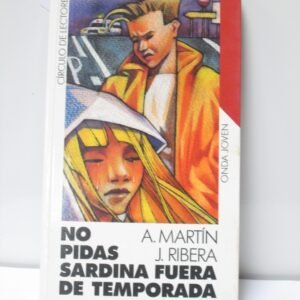 CÍRCULO DE LECTORES
P
ONDA JOVEN
NO A. MARTÍN
PIDAS J. RIBERA
SARDINA FUERA
DE TEMPORADA